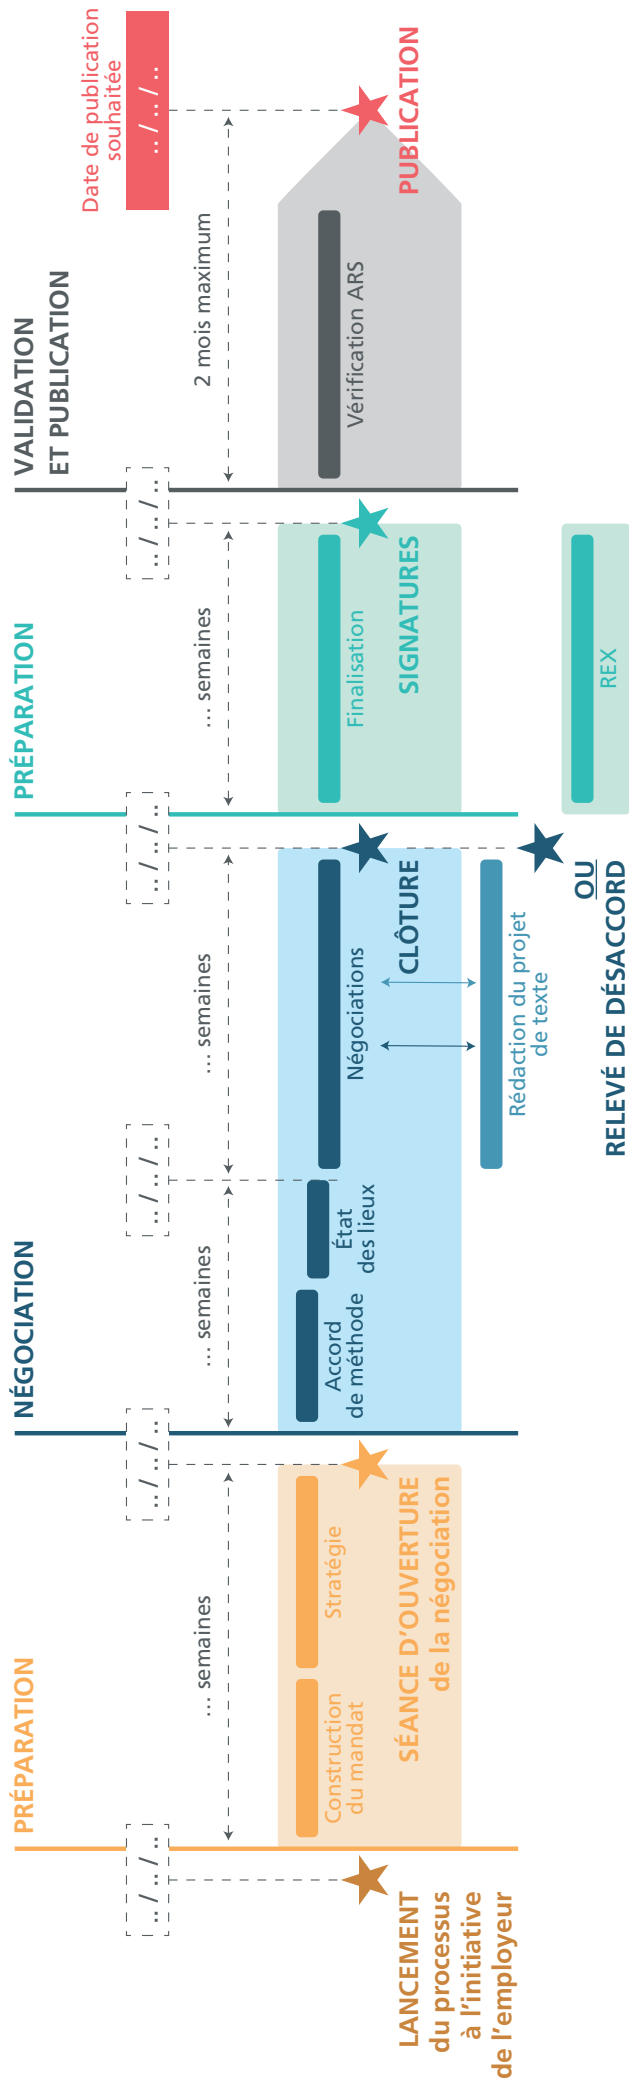 LANCEMENT
du processus
à l'initiative
de l'employeur
.. / .. / ..
PRÉPARATION
... semaines
Construction
du mandat
Stratégie
SÉANCE D'OUVERTURE
de la négociation
.. / .. / ..
NÉGOCIATION
... semaines
Accord
de méthode
État
des lieux
.. / .. / ..
... semaines
Négociations
CLÔTURE
Rédaction du projet
de texte
OU
RELEVÉ DE DÉSACCORD
.. / .. / ..
PRÉPARATION
... semaines
Finalisation
SIGNATURES
REX
.. / .. / ..
VALIDATION
ET PUBLICATION
2 mois maximum
Vérification ARS
Date de publication
souhaitée
.. / .. / ..
PUBLICATION